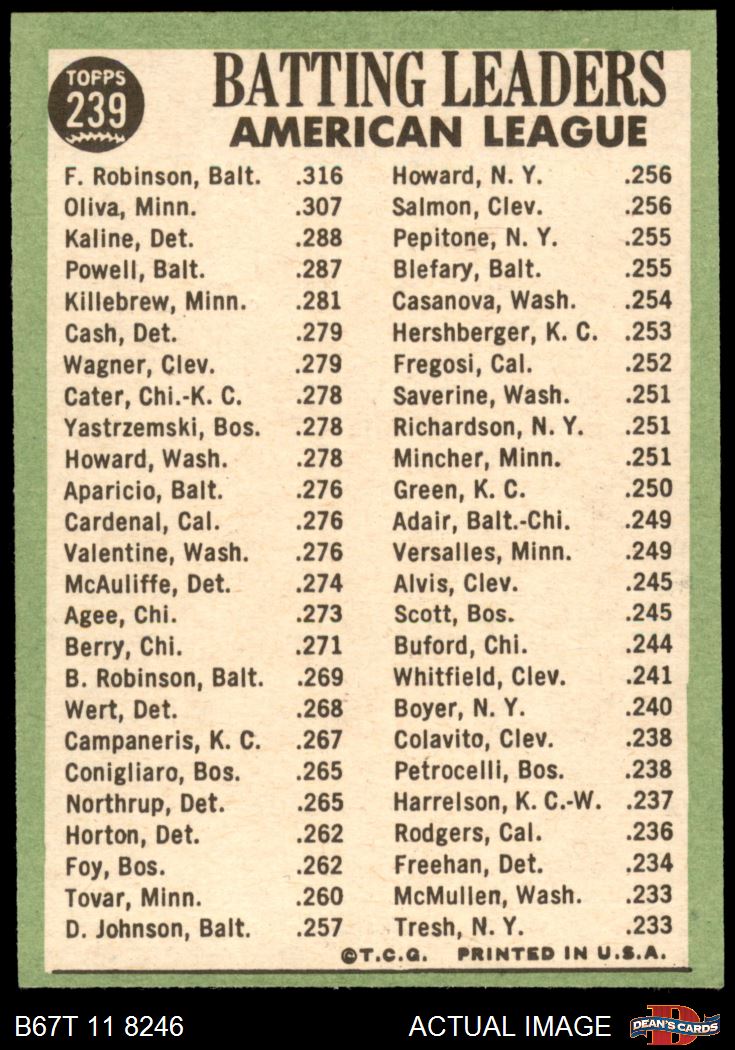 TOPPS
239
BATTING LEADERS
AMERICAN LEAGUE
F. Robinson, Balt. .316
Oliva, Minn. .307
Kaline, Det. .288
Powell, Balt. .287
Killebrew, Minn. .281
Cash, Det. .279
Wagner, Clev. .279
Cater, Chi.-K. C. .278
Yastrzemski, Bos. .278
Howard, Wash. .278
Aparicio, Balt. .276
Cardenal, Cal. .276
Valentine, Wash. .276
McAuliffe, Det. .274
Agee, Chi. .273
Berry, Chi. .271
B. Robinson, Balt. .269
Wert, Det. .268
Campaneris, K. C. .267
Conigliaro, Bos. .265
Northrup, Det. .265
Horton, Det. .262
Foy, Bos. .262
Tovar, Minn. .260
D. Johnson, Balt. .257
Howard, N. Y. .256
Salmon, Clev. .256
Pepitone, N. Y. .255
Blefary, Balt. .255
Casanova, Wash. .254
Hershberger, K. C. .253
Fregosi, Cal. .252
Saverine, Wash. .251
Richardson, N. Y. .251
Mincher, Minn. .251
Green, K. C. .250
Adair, Balt.-Chi. .249
Versalles, Minn. .249
Alvis, Clev. .245
Scott, Bos. .245
Buford, Chi. .244
Whitfield, Clev. .241
Boyer, N. Y. .240
Colavito, Clev. .238
Petrocelli, Bos. .238
Harrelson, K. C.-W. .237
Rodgers, Cal. .236
Freehan, Det. .234
McMullen, Wash. .233
Tresh, N. Y. .233
©T.C.G. PRINTED IN U.S.A.
B67T 11 8246
ACTUAL IMAGE
D
DEAN'S CARDS